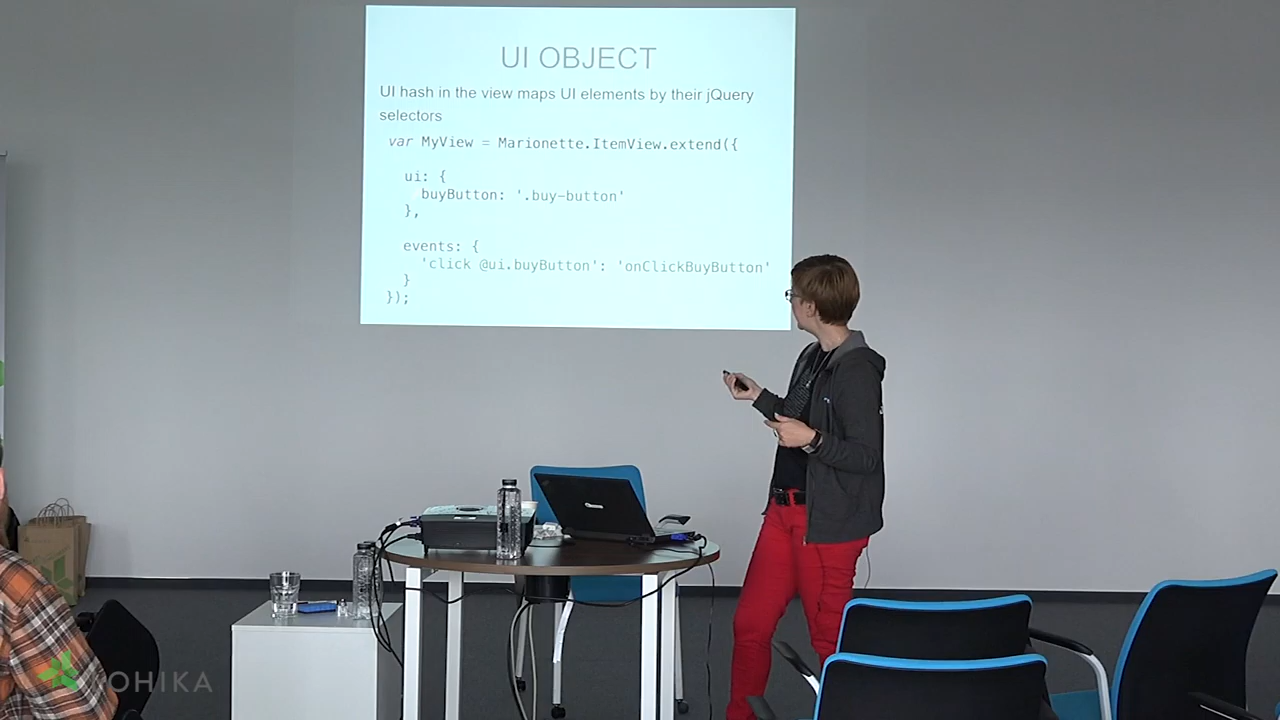 UI OBJECT
UI hash in the view maps UI elements by their jQuery
selectors
var MyView = Marionette.ItemView.extend({
ui: {
buyButton: '.buy-button'
},
events: {
'click @ui.buyButton': 'onClickBuyButton'
}
});
OHIKA